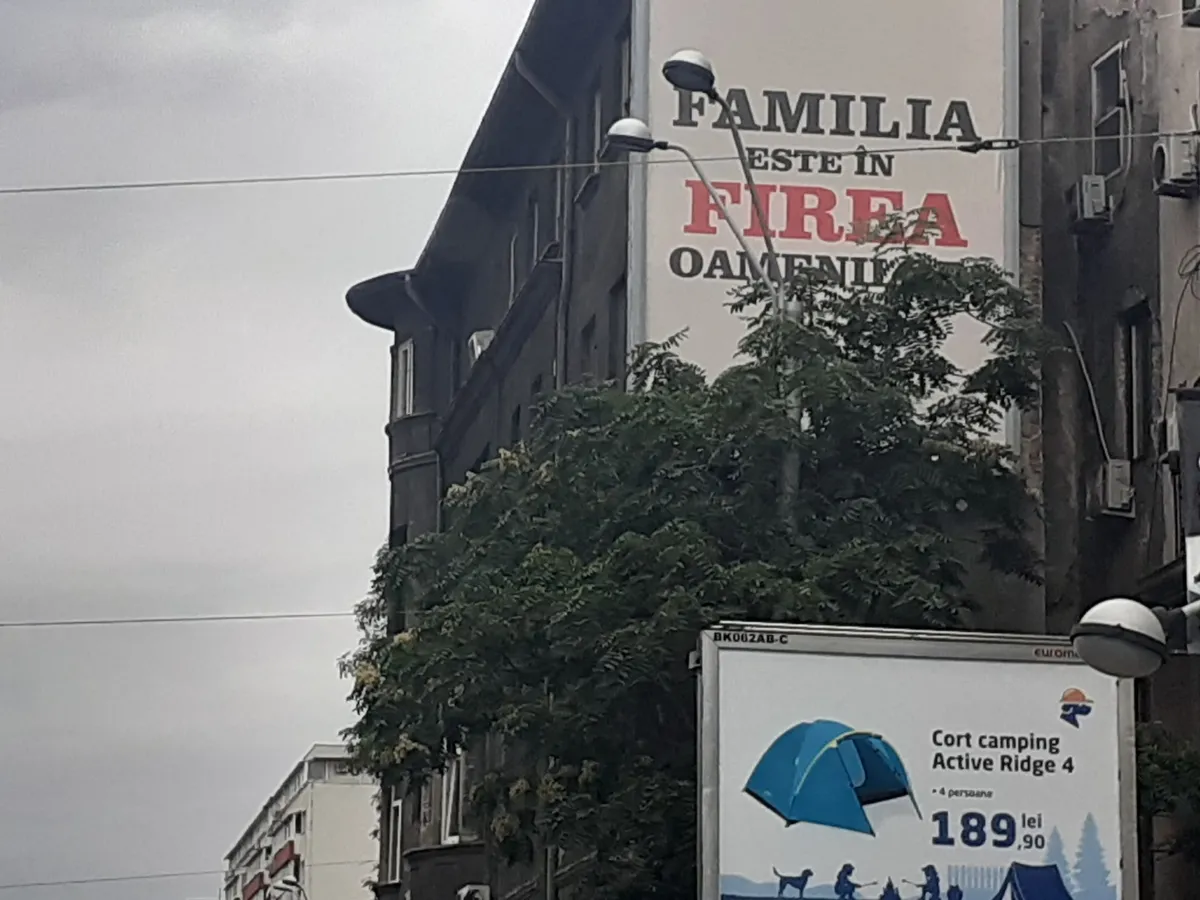 FAMILIA
ESTE ÎN
FIREA
BK062AB-C
Cort camping
Active Ridge 4
• 4 persoane
189,90 lei